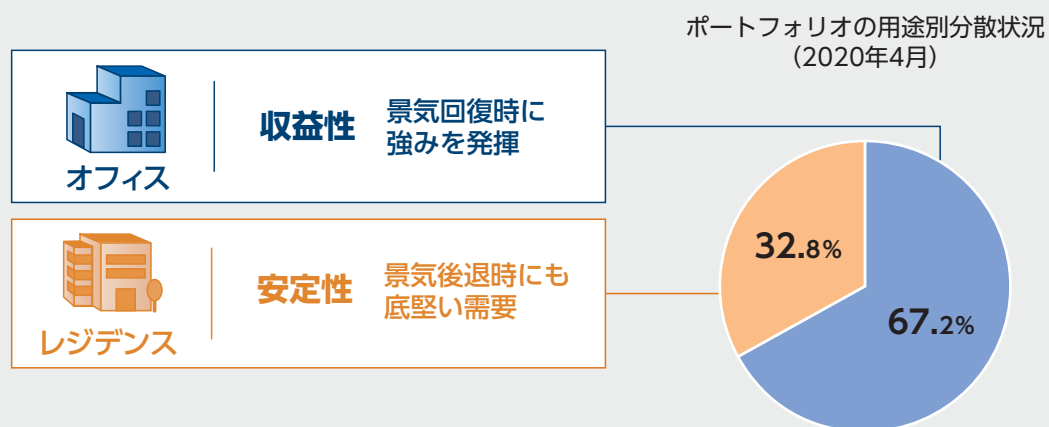 ポートフォリオの用途別分散状況
（2020年4月）
オフィス
収益性
景気回復時に
強みを発揮
レジデンス
安定性
景気後退時にも
底堅い需要
32.8%
67.2%